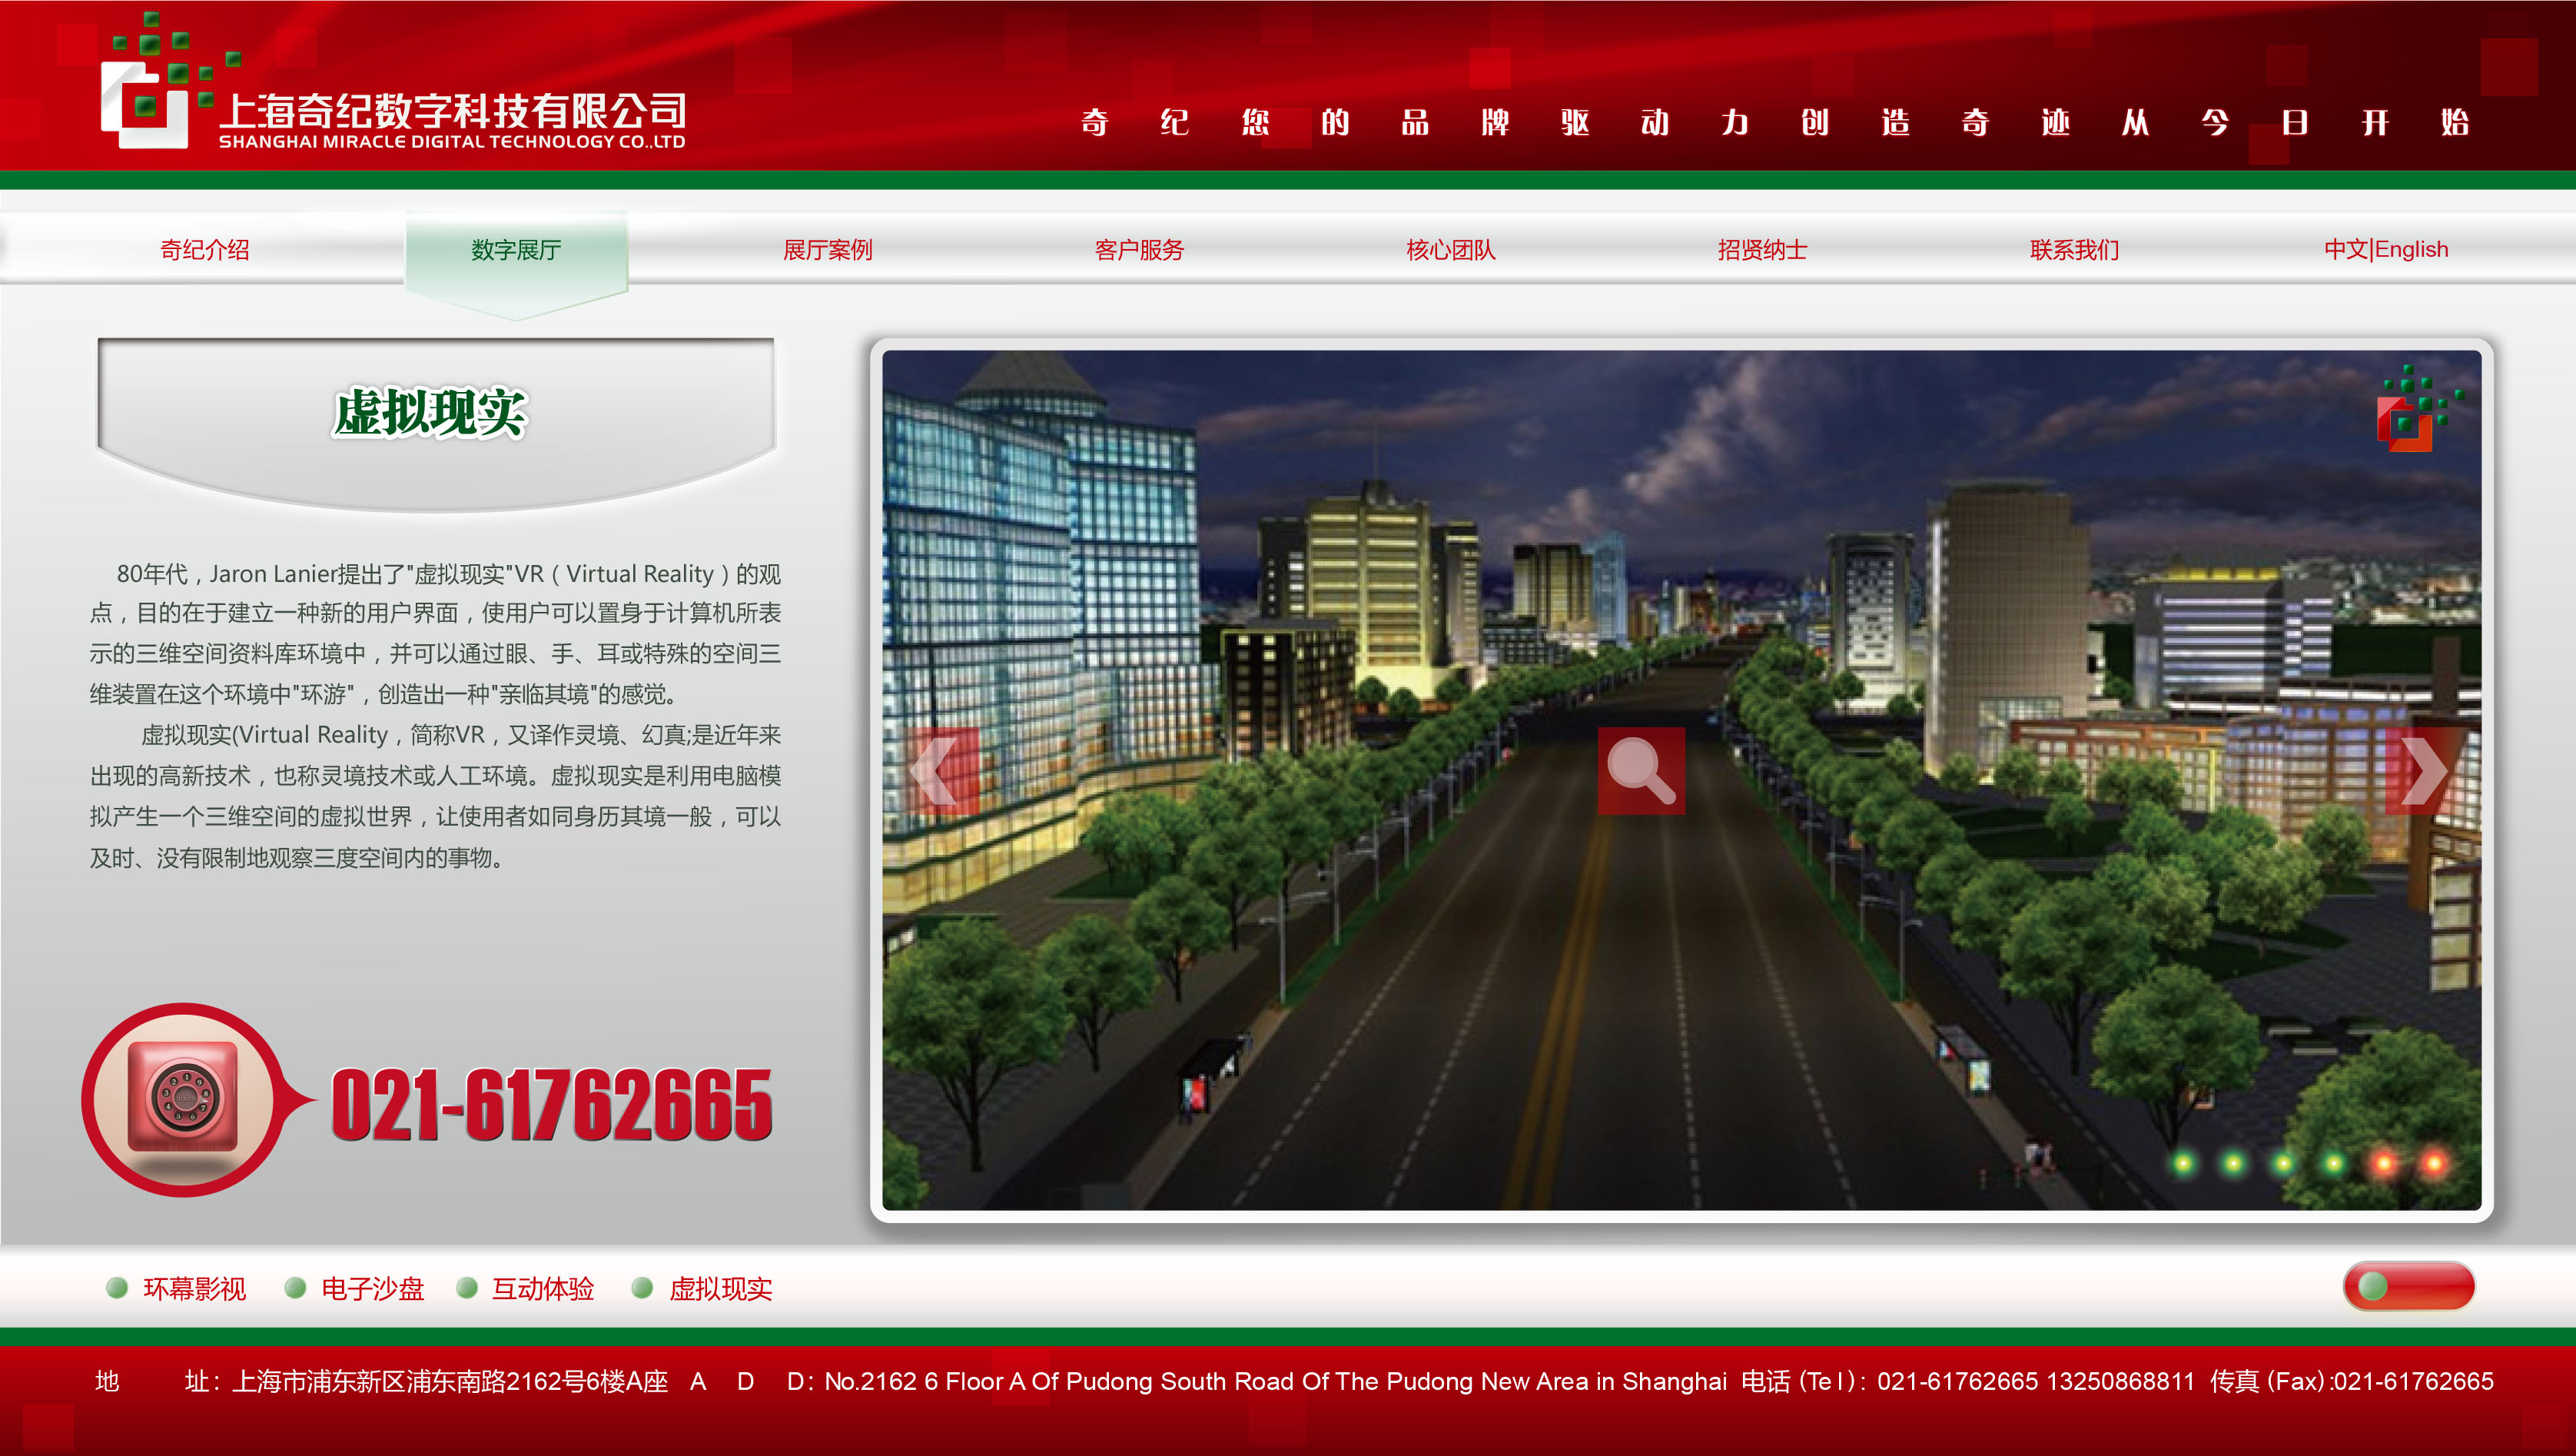 上海奇纪数字科技有限公司
SHANGHAI MIRACLE DIGITAL TECHNOLOGY CO.,LTD
奇纪您的品牌驱动力创造奇迹从今日开始
奇纪介绍 数字展厅 展厅案例 客户服务 核心团队 招贤纳士 联系我们 中文|English
虚拟现实
80年代，Jaron Lanier提出了"虚拟现实"VR（Virtual Reality）的观
点，目的在于建立一种新的用户界面，使用户可以置身于计算机所表
示的三维空间资料库环境中，并可以通过眼、手、耳或特殊的空间三
维装置在这个环境中"环游"，创造出一种"亲临其境"的感觉。
虚拟现实(Virtual Reality，简称VR，又译作灵境、幻真;是近年来
出现的高新技术，也称灵境技术或人工环境。虚拟现实是利用电脑模
拟产生一个三维空间的虚拟世界，让使用者如同身历其境一般，可以
及时、没有限制地观察三度空间内的事物。
021-61762665
环幕影视 电子沙盘 互动体验 虚拟现实
地 址：上海市浦东新区浦东南路2162号6楼A座 A D D：No.2162 6 Floor A Of Pudong South Road Of The Pudong New Area in Shanghai 电话（Tel）：021-61762665 13250868811 传真（Fax）:021-61762665